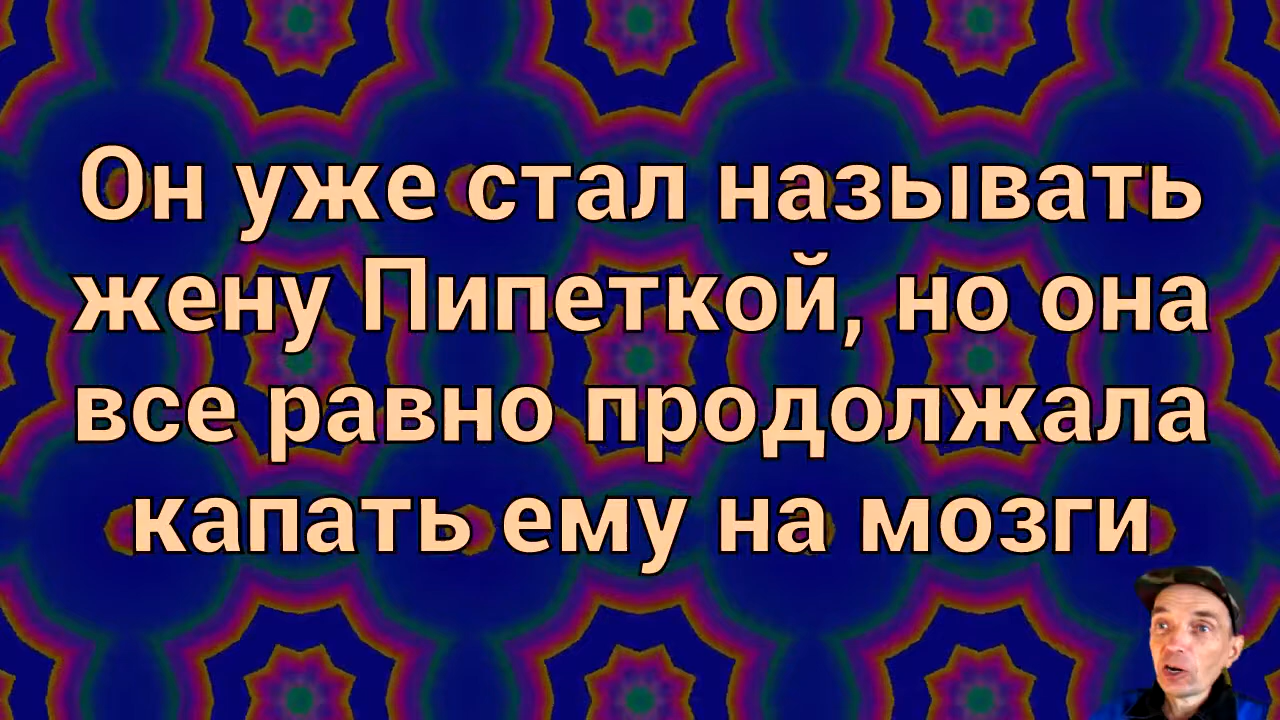 Он уже стал называть
жену Пипеткой, но она
все равно продолжала
капать ему на мозги